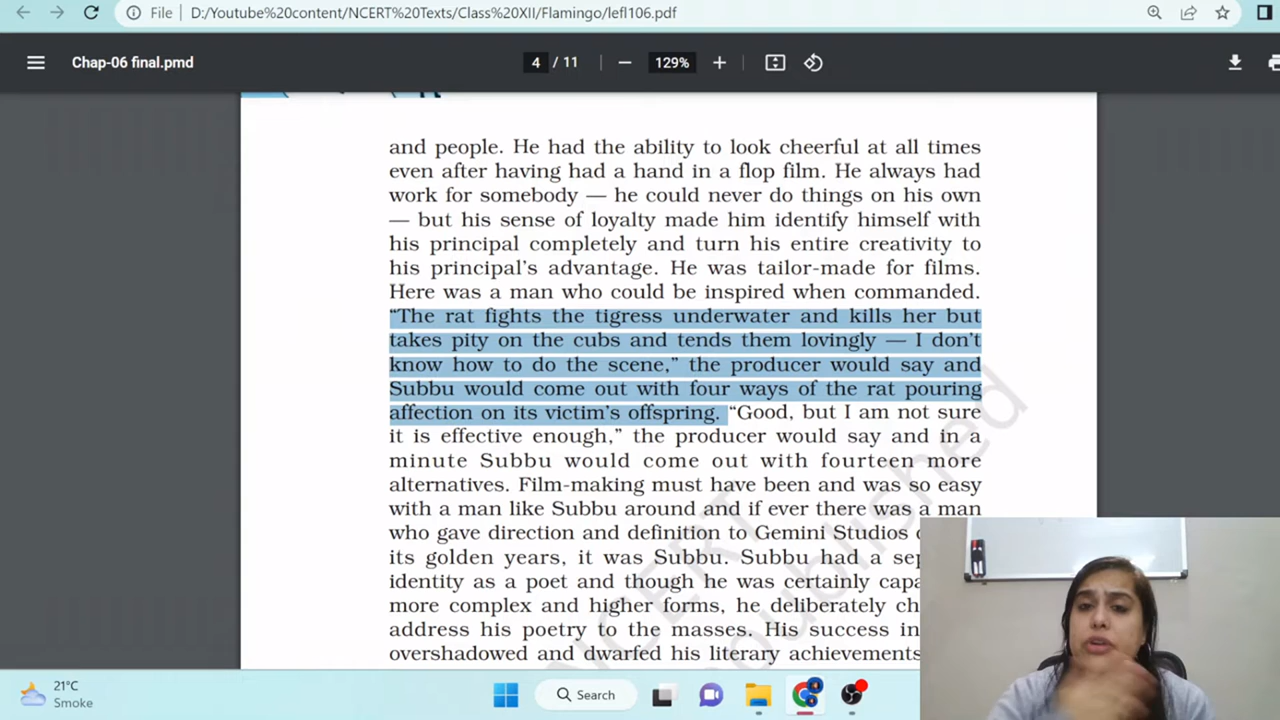 File
D:/Youtube%20content/NCERT%20Texts/Class%20XII/Flamingo/lefl106.pdf
Chap-06 final.pmd
4 / 11
129%
and people. He had the ability to look cheerful at all times
even after having had a hand in a flop film. He always had
work for somebody — he could never do things on his own
— but his sense of loyalty made him identify himself with
his principal completely and turn his entire creativity to
his principal's advantage. He was tailor-made for films.
Here was a man who could be inspired when commanded.
“The rat fights the tigress underwater and kills her but
takes pity on the cubs and tends them lovingly — I don't
know how to do the scene,” the producer would say and
Subbu would come out with four ways of the rat pouring
affection on its victim's offspring. “Good, but I am not sure
it is effective enough,” the producer would say and in a
minute Subbu would come out with fourteen more
alternatives. Film-making must have been and was so easy
with a man like Subbu around and if ever there was a man
who gave direction and definition to Gemini Studios
its golden years, it was Subbu. Subbu had a
identity as a poet and though he was certainly
more complex and higher forms, he deliberately
address his poetry to the masses. His success in
overshadowed and dwarfed his literary achievements
NCERT
published
21°C
Smoke
Search